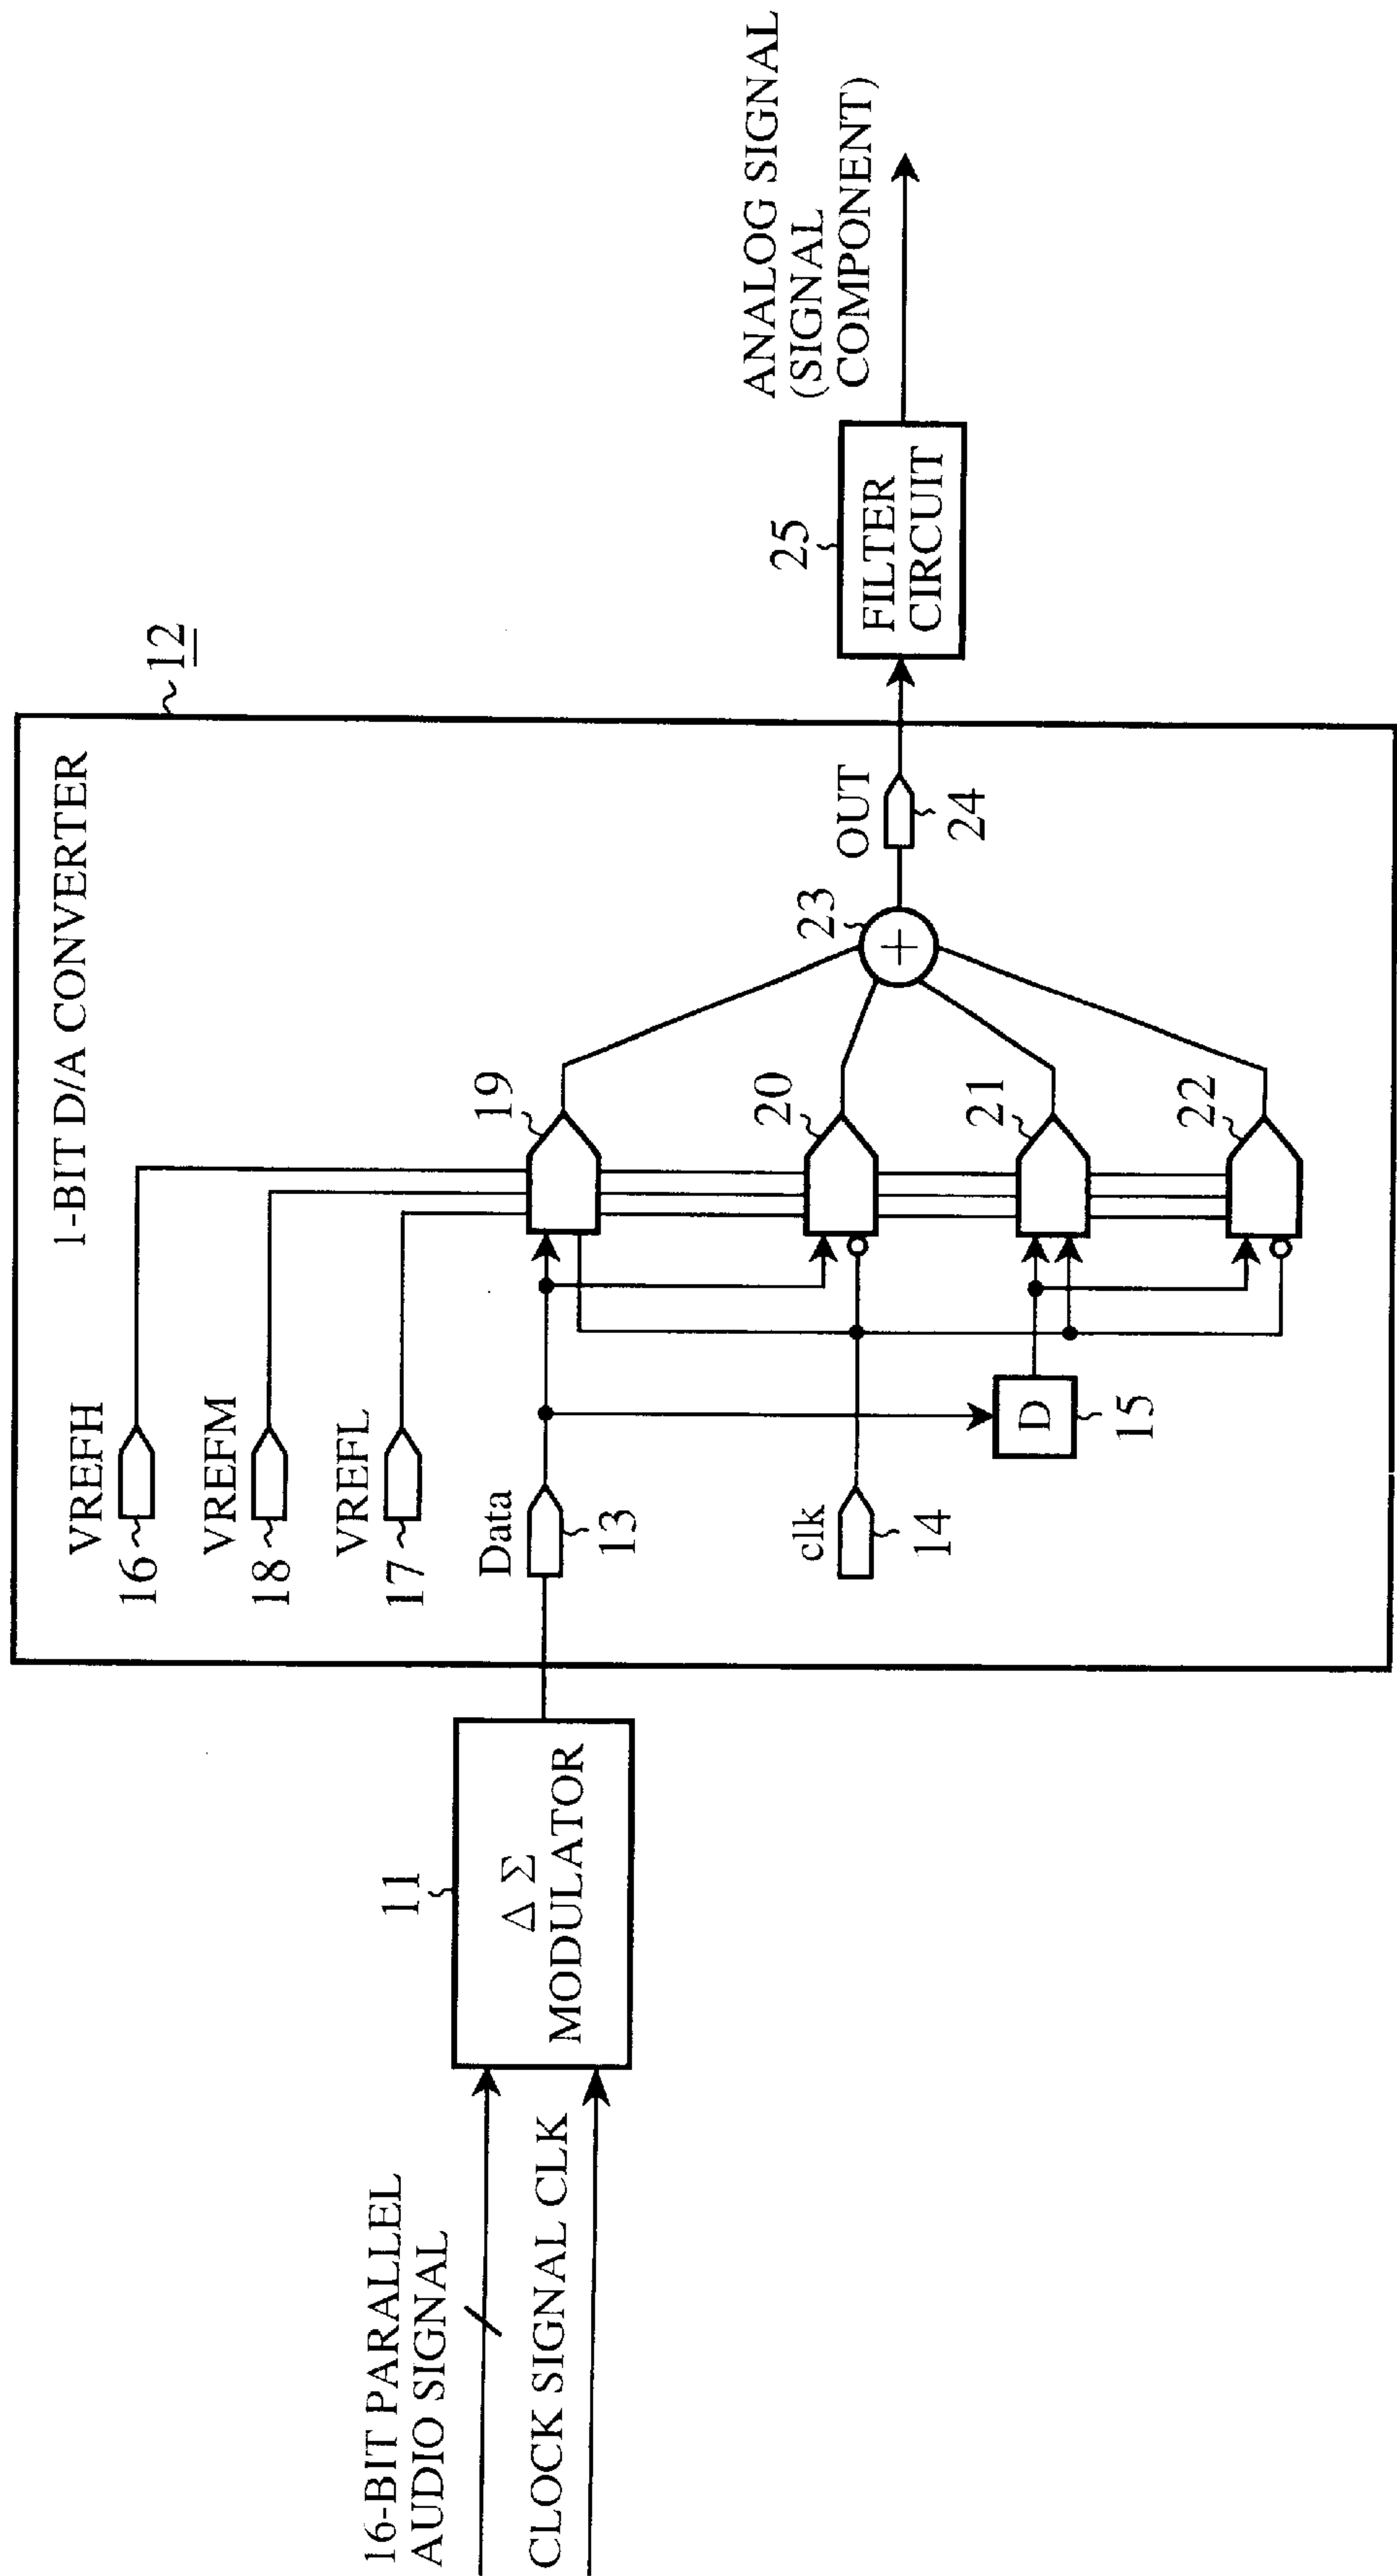 16-BIT PARALLEL
AUDIO SIGNAL
CLOCK SIGNAL CLK
11
Δ Σ
MODULATOR
12
1-BIT D/A CONVERTER
VREFH
16
VREFM
18
VREFL
17
Data
13
clk
14
D
15
19
20
21
22
23
+
OUT
24
25
FILTER
CIRCUIT
ANALOG SIGNAL
(SIGNAL
COMPONENT)